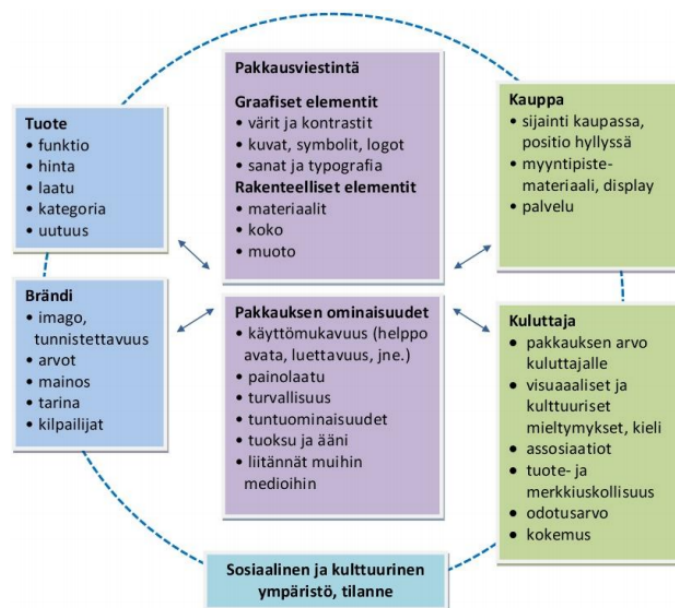 Tuote
• funktio
• hinta
• laatu
• kategoria
• uutuus
Brändi
• imago,
tunnistettavuus
• arvot
• mainos
• tarina
• kilpailijat
Pakkausviestintä
Graafiset elementit
• värit ja kontrastit
• kuvat, symbolit, logot
• sanat ja typografia
Rakenteelliset elementit
• materiaalit
• koko
• muoto
Pakkauksen ominaisuudet
• käyttömukavuus (helppo
avata, luettavuus, jne.)
• painolaatu
• turvallisuus
• tuntuominaisuudet
• tuoksu ja ääni
• liitännät muihin
medioihin
Kauppa
• sijainti kaupassa,
positio hyllyssä
• myyntipiste-
materiaali, display
• palvelu
Kuluttaja
• pakkauksen arvo
kuluttajalle
• visuaaaliset ja
kulttuuriset
mieltymykset, kieli
• assosiaatiot
• tuote- ja
merkkiuskollisuus
• odotusarvo
• kokemus
Sosiaalinen ja kulttuurinen
ympäristö, tilanne